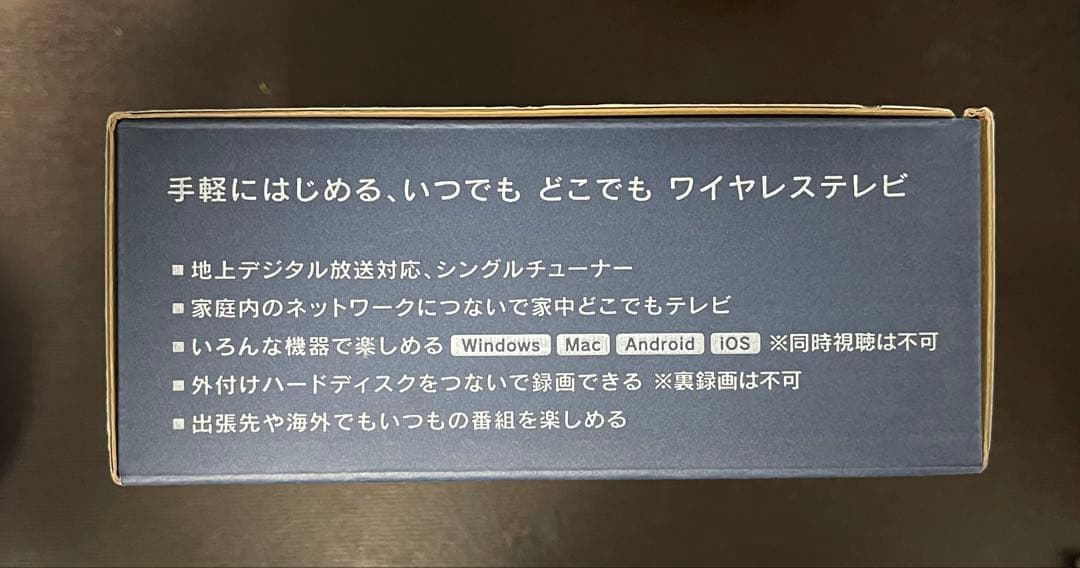 手軽にはじめる、いつでも どこでも ワイヤレステレビ
■地上デジタル放送対応、シングルチューナー
■家庭内のネットワークにつないで家中どこでもテレビ
■いろんな機器で楽しめる Windows Mac Android iOS ※同時視聴は不可
■外付けハードディスクをつないで録画できる ※裏録画は不可
■出張先や海外でもいつもの番組を楽しめる